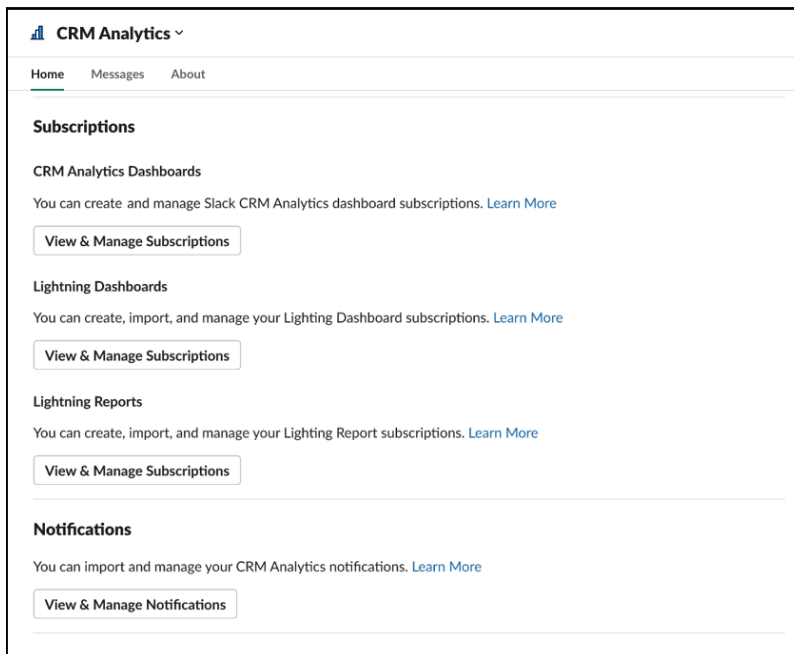 CRM Analytics
Home Messages About
Subscriptions
CRM Analytics Dashboards
You can create and manage Slack CRM Analytics dashboard subscriptions. Learn More
View & Manage Subscriptions
Lightning Dashboards
You can create, import, and manage your Lighting Dashboard subscriptions. Learn More
View & Manage Subscriptions
Lightning Reports
You can create, import, and manage your Lighting Report subscriptions. Learn More
View & Manage Subscriptions
Notifications
You can import and manage your CRM Analytics notifications. Learn More
View & Manage Notifications